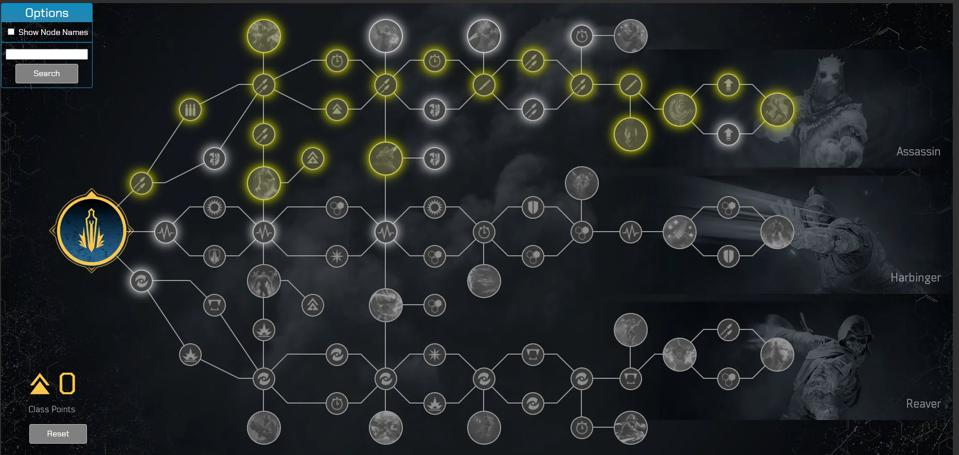 Options
Show Node Names
Search
Assassin
Harbinger
0
Class Points
Reaver
Reset